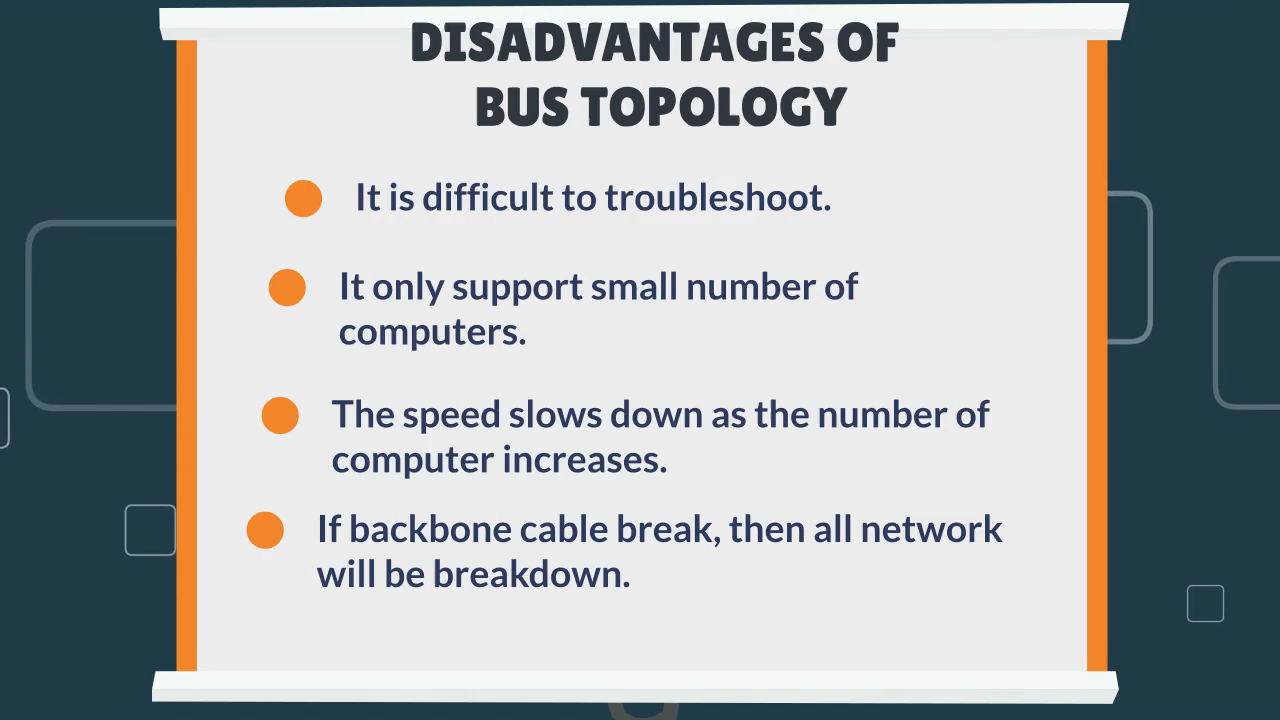 DISADVANTAGES OF
BUS TOPOLOGY
It is difficult to troubleshoot.
It only support small number of
computers.
The speed slows down as the number of
computer increases.
If backbone cable break, then all network
will be breakdown.